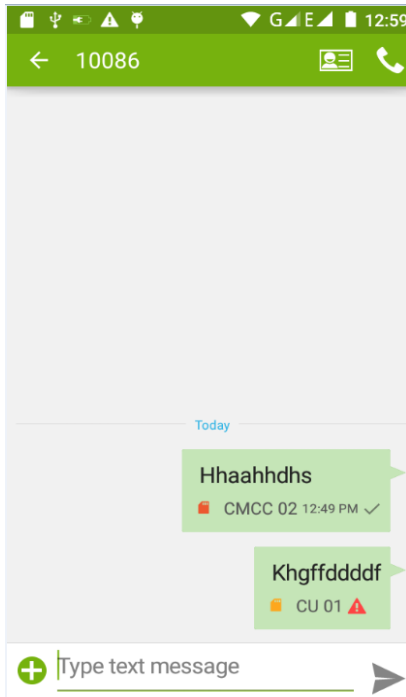 G E 12:59
10086
Today
Hhaahhdhs
CMCC 02 12:49 PM
Khgffddddf
CU 01
Type text message